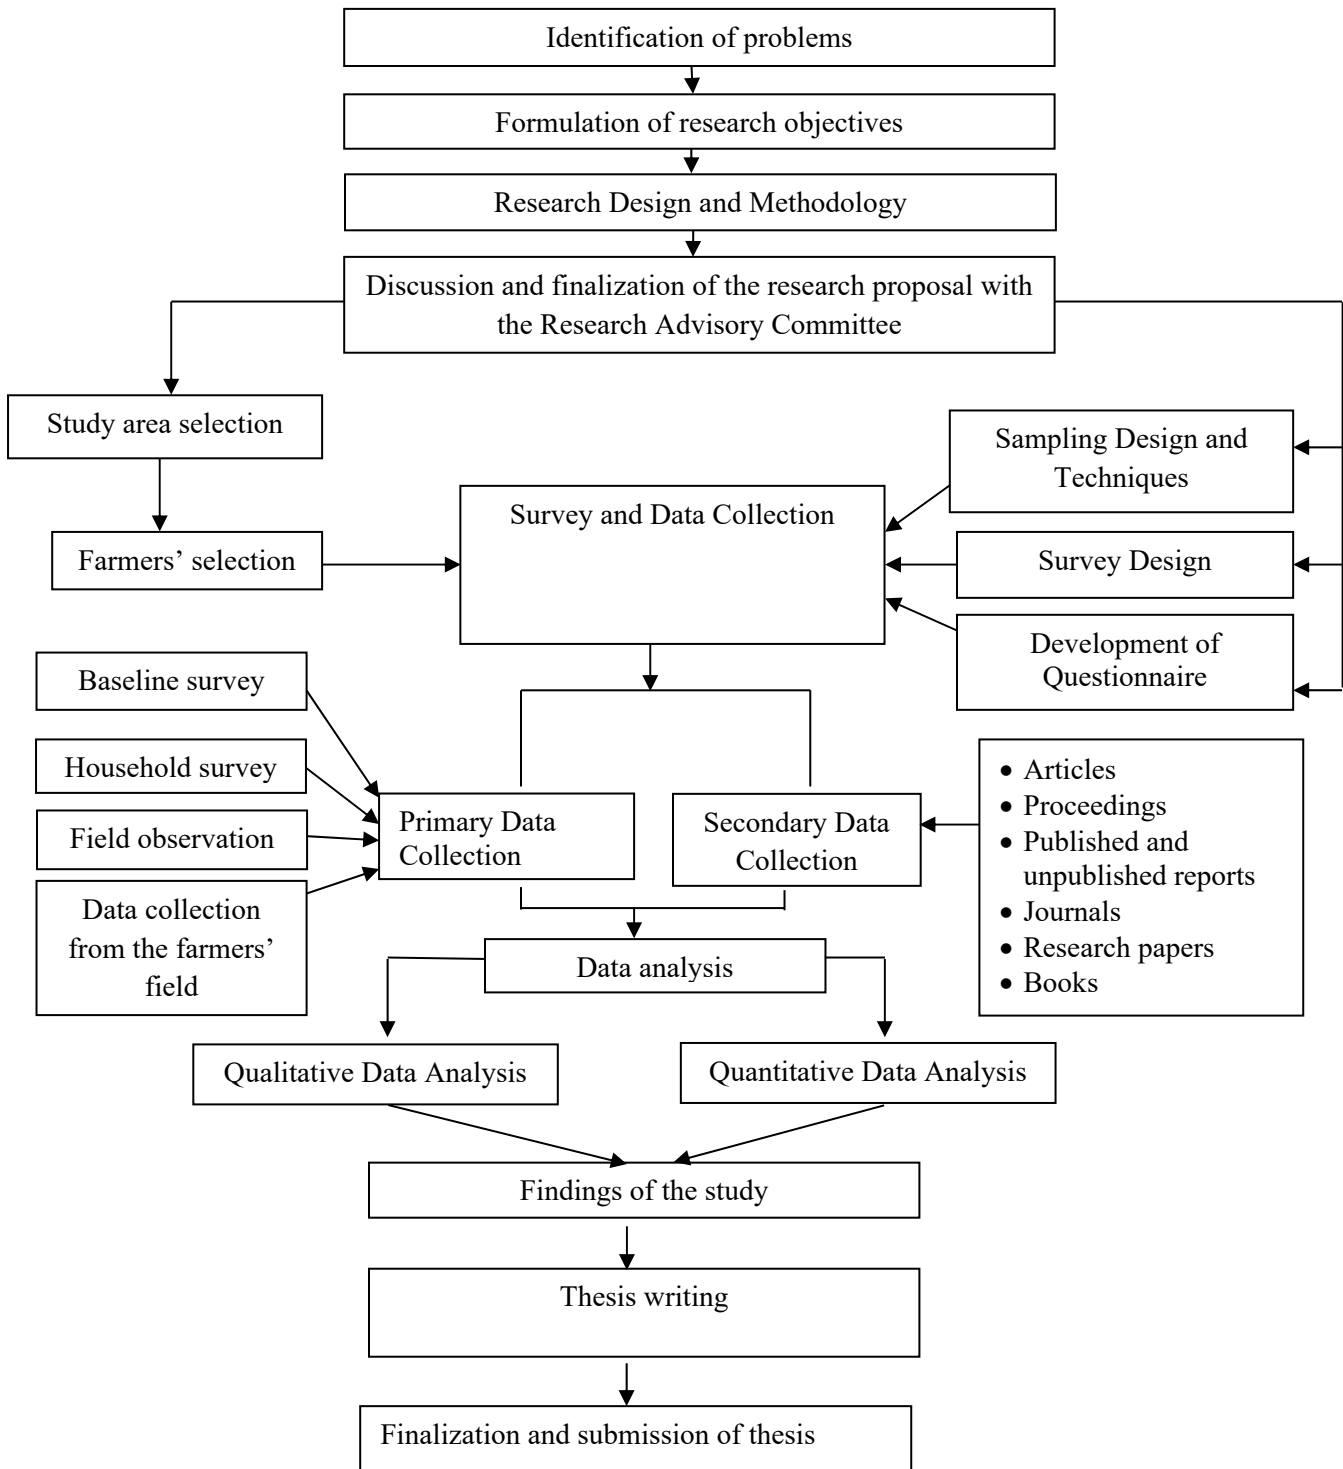 Identification of problems
Formulation of research objectives
Research Design and Methodology
Discussion and finalization of the research proposal with
the Research Advisory Committee
Study area selection
Sampling Design and
Techniques
Survey and Data Collection
Farmers’ selection
Survey Design
Development of
Questionnaire
Baseline survey
Household survey
Field observation
Data collection
from the farmers’
field
Primary Data
Collection
Secondary Data
Collection
• Articles
• Proceedings
• Published and
unpublished reports
• Journals
• Research papers
• Books
Data analysis
Qualitative Data Analysis
Quantitative Data Analysis
Findings of the study
Thesis writing
Finalization and submission of thesis